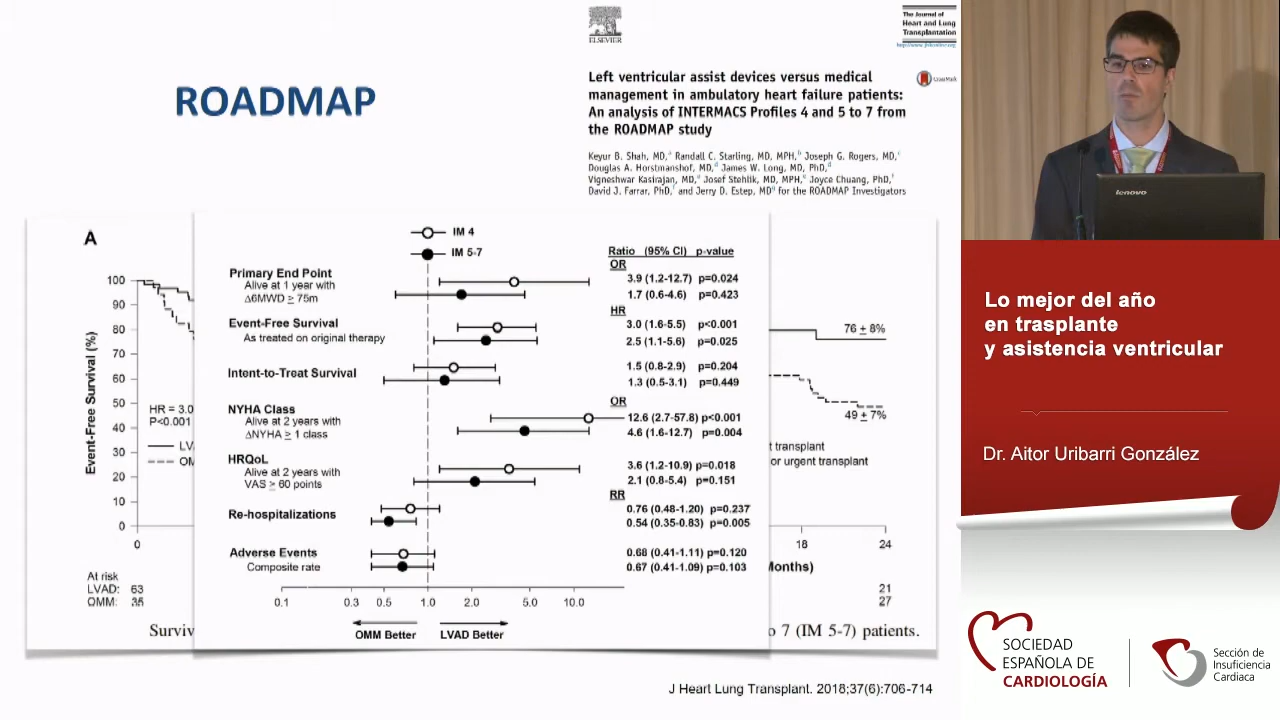 ELSEVIER
The Journal of
Heart and Lung
Transplantation
http://www.jhltonline.org
ROADMAP
Left ventricular assist devices versus medical
management in ambulatory heart failure patients:
An analysis of INTERMACS Profiles 4 and 5 to 7 from
the ROADMAP study
CrossMark
Keyur B. Shah, MD,a Randall C. Starling, MD, MPH,b Joseph G. Rogers, MD,c
Douglas A. Horstmanshof, MD,d James W. Long, MD, PhD,d
Vigneshwar Kasirajan, MD,a Josef Stehlik, MD, MPH,e Joyce Chuang, PhD,f
David J. Farrar, PhD,f and Jerry D. Estep, MDg for the ROADMAP Investigators
A
Event-Free Survival (%)
100
90
80
70
60
50
40
30
20
10
0
HR = 3.0
P<0.001
LV
OM
0
At risk
LVAD: 63
OMM: 35
Surviv
IM 4
IM 5-7
Ratio (95% CI) p-value
OR
Primary End Point
Alive at 1 year with
Δ6MWD ≥ 75m
3.9 (1.2-12.7) p=0.024
1.7 (0.6-4.6) p=0.423
HR
Event-Free Survival
As treated on original therapy
3.0 (1.6-5.5) p<0.001
2.5 (1.1-5.6) p=0.025
Intent-to-Treat Survival
1.5 (0.8-2.9) p=0.204
1.3 (0.5-3.1) p=0.449
OR
NYHA Class
Alive at 2 years with
ΔNYHA ≥ 1 class
12.6 (2.7-57.8) p<0.001
4.6 (1.6-12.7) p=0.004
HRQoL
Alive at 2 years with
VAS ≥ 60 points
3.6 (1.2-10.9) p=0.018
2.1 (0.8-5.4) p=0.151
RR
Re-hospitalizations
0.76 (0.48-1.20) p=0.237
0.54 (0.35-0.83) p=0.005
Adverse Events
Composite rate
0.68 (0.41-1.11) p=0.120
0.67 (0.41-1.09) p=0.103
0.1 0.3 0.5 1.0 2.0 5.0 10.0
OMM Better LVAD Better
76 ± 8%
49 ± 7%
t transplant
or urgent transplant
18 24
Months)
21
27
o 7 (IM 5-7) patients.
J Heart Lung Transplant. 2018;37(6):706-714
lenovo
Lo mejor del año
en trasplante
y asistencia ventricular
Dr. Aitor Uribarri González
SOCIEDAD
ESPAÑOLA DE
CARDIOLOGÍA
Sección de
Insuficiencia
Cardiaca